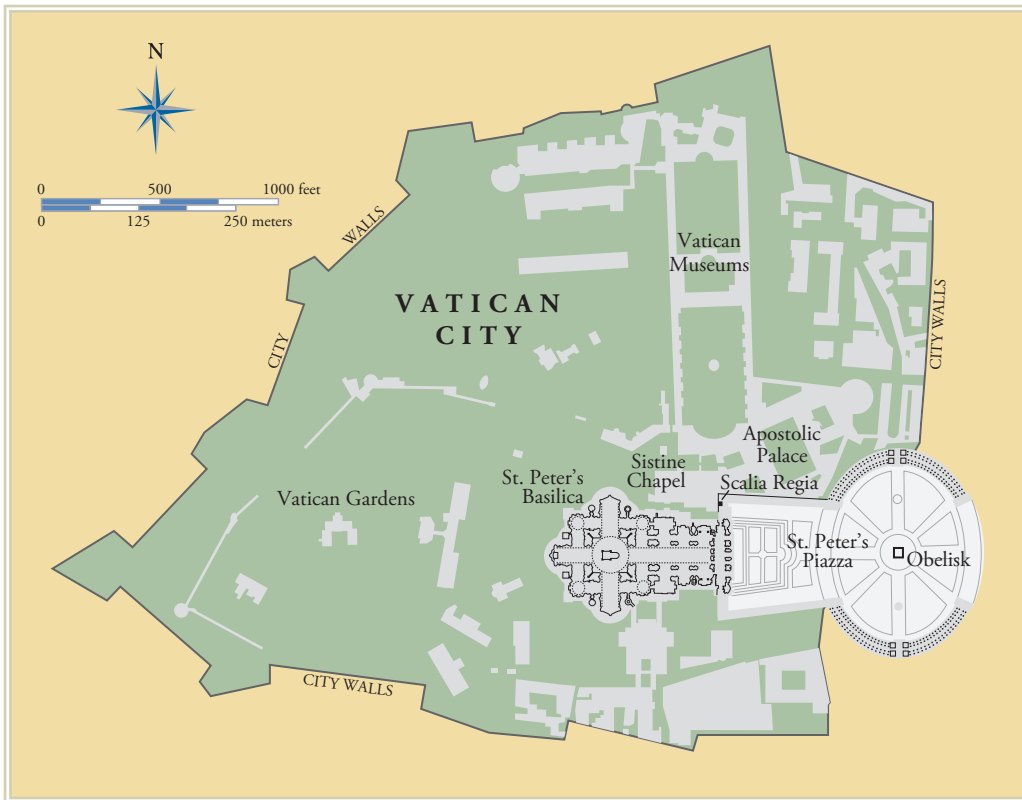 N
0 500 1000 feet
0 125 250 meters
WALLS
CITY
VATICAN
CITY
Vatican
Museums
CITY WALLS
Apostolic
Palace
Sistine
Chapel
Scalia Regia
St. Peter's
Basilica
Vatican Gardens
St. Peter's
Piazza
Obelisk
CITY WALLS